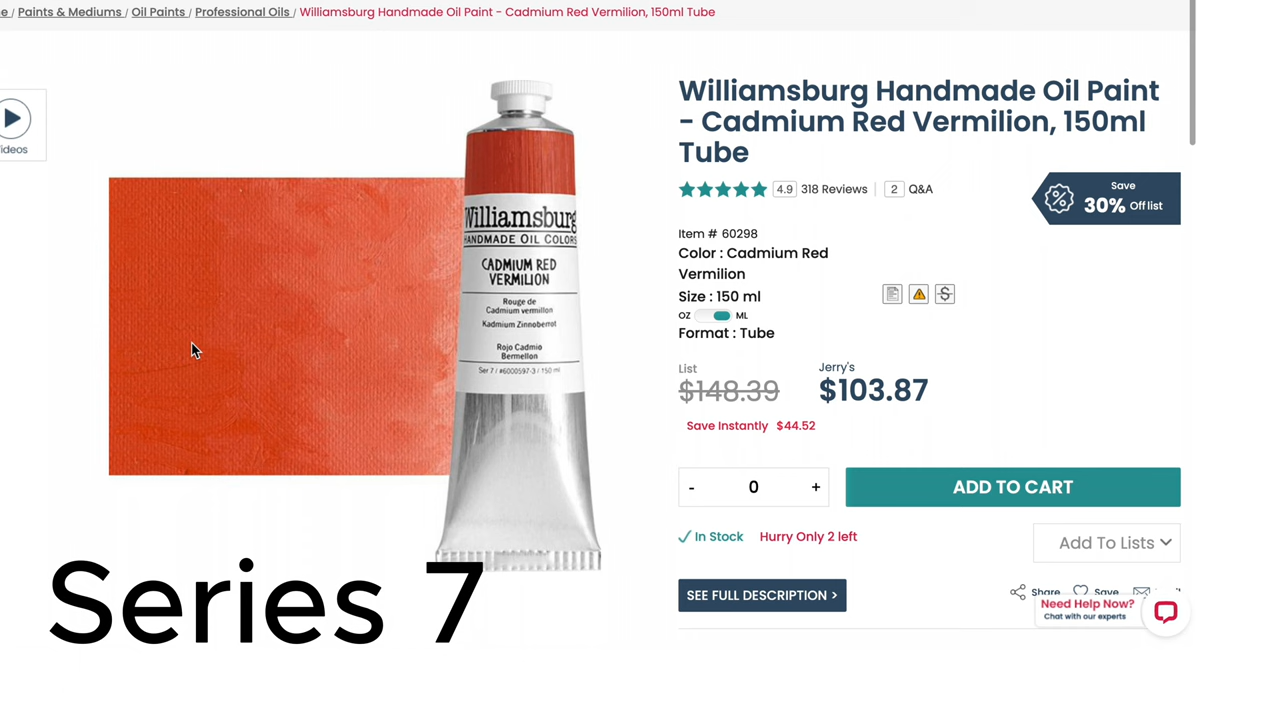 e / Paints & Mediums / Oil Paints / Professional Oils / Williamsburg Handmade Oil Paint - Cadmium Red Vermilion, 150ml Tube
Videos
Williamsburg
HANDMADE OIL COLORS
CADMIUM RED
VERMILION
Rouge de
Cadmium vermillon
Kadmium Zinnoberrot
Rojo Cadmio
Bermellon
Ser 7 / #6000597-3 / 150 ml
Series 7
Williamsburg Handmade Oil Paint
- Cadmium Red Vermilion, 150ml
Tube
4.9 318 Reviews 2 Q&A
Save
30% Off list
Item # 60298
Color : Cadmium Red
Vermilion
Size : 150 ml
OZ ML
Format : Tube
List
$148.39
Jerry's
$103.87
Save Instantly $44.52
- 0 +
ADD TO CART
In Stock Hurry Only 2 left
Add To Lists
SEE FULL DESCRIPTION >
Share Save
Need Help Now?
Chat with our experts